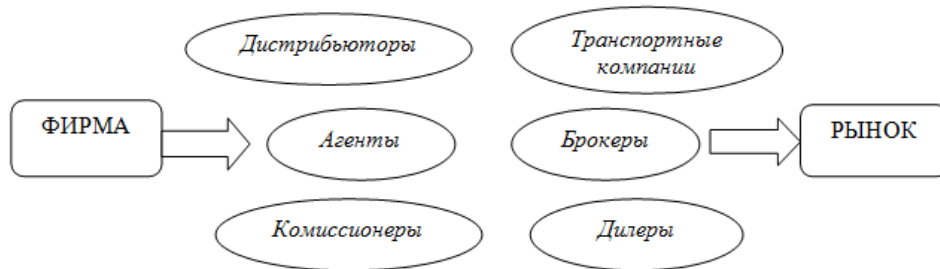 Дистрибьюторы
Транспортные
компании
ФИРМА
Агенты
Брокеры
РЫНОК
Комиссионеры
Дилеры